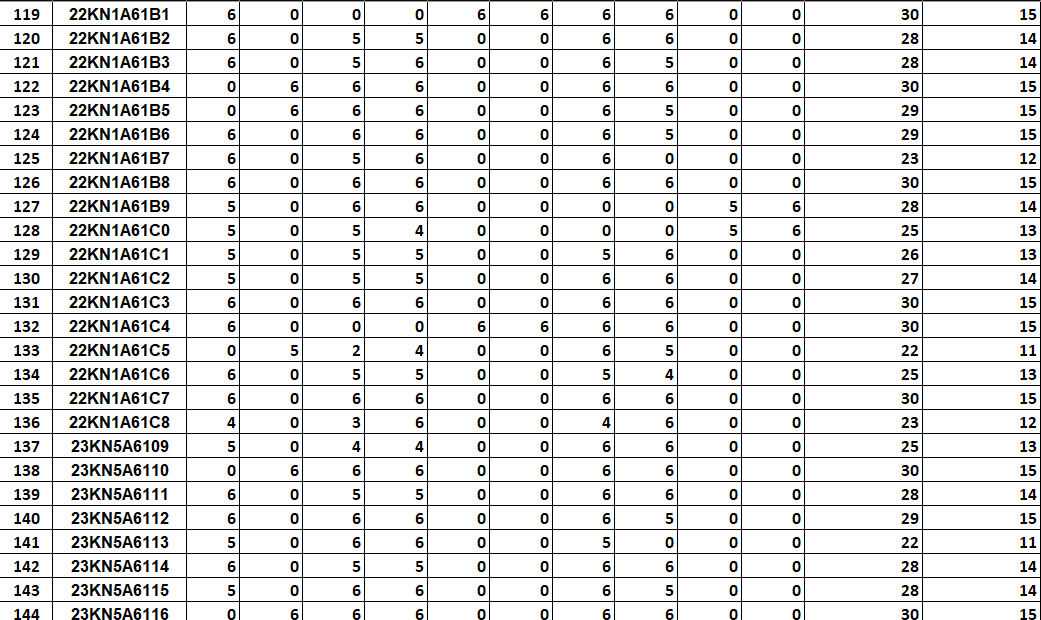 119 22KN1A61B1 6 0 0 0 6 6 6 6 0 0 30 15
120 22KN1A61B2 6 0 5 5 0 0 6 6 0 0 28 14
121 22KN1A61B3 6 0 5 6 0 0 6 5 0 0 28 14
122 22KN1A61B4 0 6 6 6 0 0 6 6 0 0 30 15
123 22KN1A61B5 0 6 6 6 0 0 6 5 0 0 29 15
124 22KN1A61B6 6 0 6 6 0 0 6 5 0 0 29 15
125 22KN1A61B7 6 0 5 6 0 0 6 0 0 0 23 12
126 22KN1A61B8 6 0 6 6 0 0 6 6 0 0 30 15
127 22KN1A61B9 5 0 6 6 0 0 0 0 5 6 28 14
128 22KN1A61C0 5 0 5 4 0 0 0 0 5 6 25 13
129 22KN1A61C1 5 0 5 5 0 0 5 6 0 0 26 13
130 22KN1A61C2 5 0 5 5 0 0 6 6 0 0 27 14
131 22KN1A61C3 6 0 6 6 0 0 6 6 0 0 30 15
132 22KN1A61C4 6 0 0 0 6 6 6 6 0 0 30 15
133 22KN1A61C5 0 5 2 4 0 0 6 5 0 0 22 11
134 22KN1A61C6 6 0 5 5 0 0 5 4 0 0 25 13
135 22KN1A61C7 6 0 6 6 0 0 6 6 0 0 30 15
136 22KN1A61C8 4 0 3 6 0 0 4 6 0 0 23 12
137 23KN5A6109 5 0 4 4 0 0 6 6 0 0 25 13
138 23KN5A6110 0 6 6 6 0 0 6 6 0 0 30 15
139 23KN5A6111 6 0 5 5 0 0 6 6 0 0 28 14
140 23KN5A6112 6 0 6 6 0 0 6 5 0 0 29 15
141 23KN5A6113 5 0 6 6 0 0 5 0 0 0 22 11
142 23KN5A6114 6 0 5 5 0 0 6 6 0 0 28 14
143 23KN5A6115 5 0 6 6 0 0 6 5 0 0 28 14
144 23KN5A6116 0 6 6 6 0 0 6 6 0 0 30 15